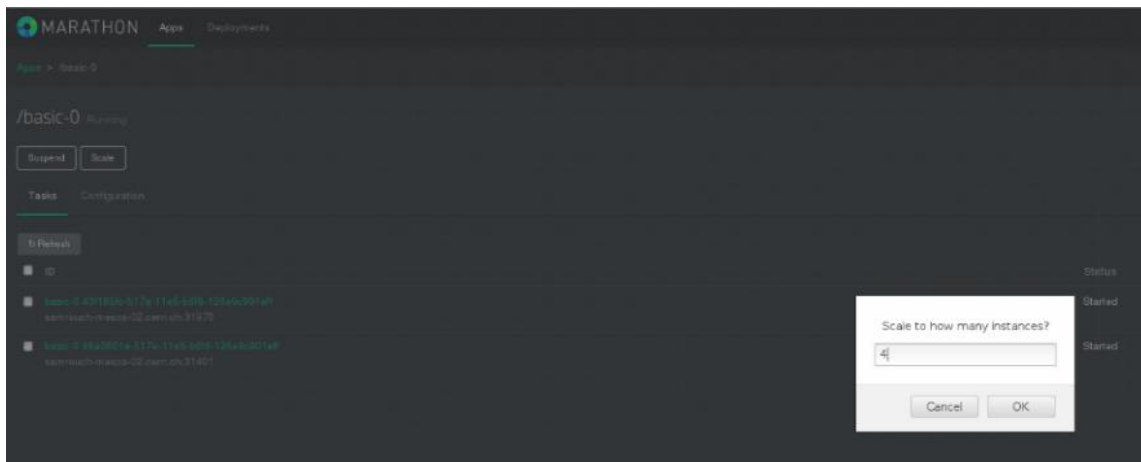 MARATHON Apps Deployments
Apps > /basic-0
/basic-0 Running
Suspend Scale
Tasks Configuration
↻ Refresh
ID Status
Started
Scale to how many instances?
4
Started
Cancel OK